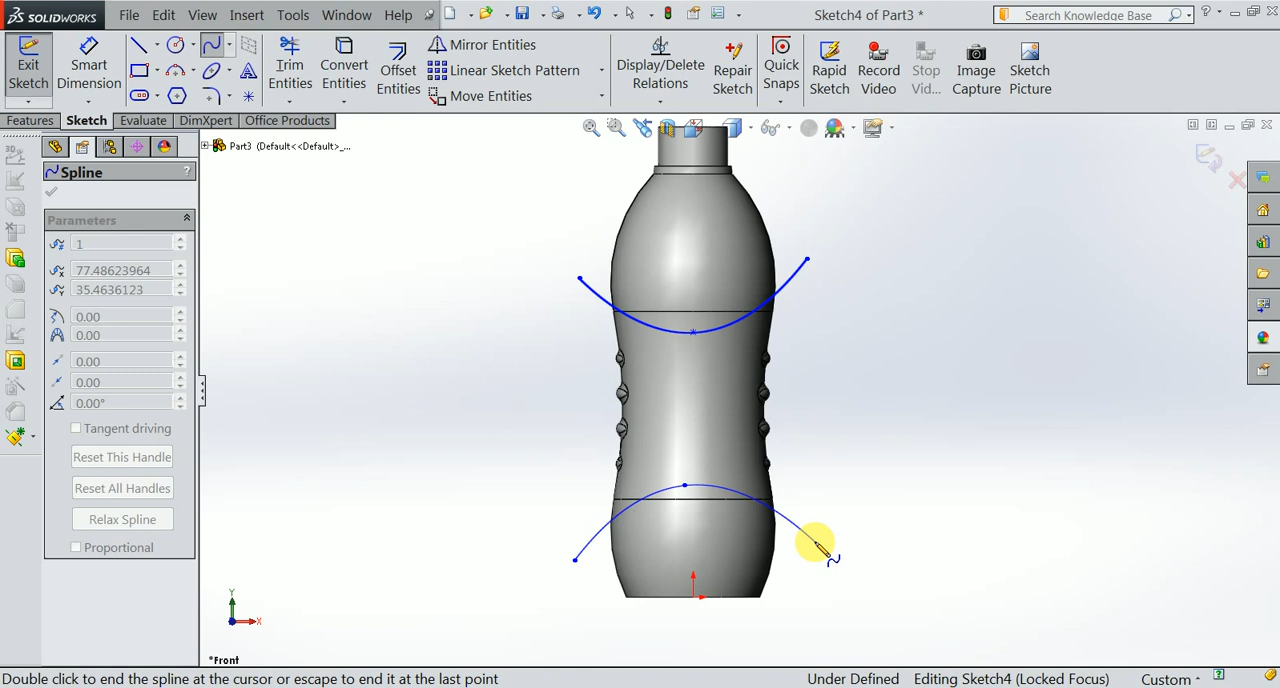 SOLIDWORKS File Edit View Insert Tools Window Help Sketch4 of Part3 * Search Knowledge Base ?
Exit Sketch
Smart Dimension
Trim Entities
Convert Entities
Offset Entities
Mirror Entities
Linear Sketch Pattern
Move Entities
Display/Delete Relations
Repair Sketch
Quick Snaps
Rapid Sketch
Record Video
Stop Vid...
Image Capture
Sketch Picture
Features Sketch Evaluate DimXpert Office Products
Part3 (Default<<Default>_...
Spline ?
Parameters
1
77.48623964
35.4636123
0.00
0.00
0.00
0.00
0.00°
Tangent driving
Reset This Handle
Reset All Handles
Relax Spline
Proportional
Y
X
*Front
Double click to end the spline at the cursor or escape to end it at the last point Under Defined Editing Sketch4 (Locked Focus) Custom ?